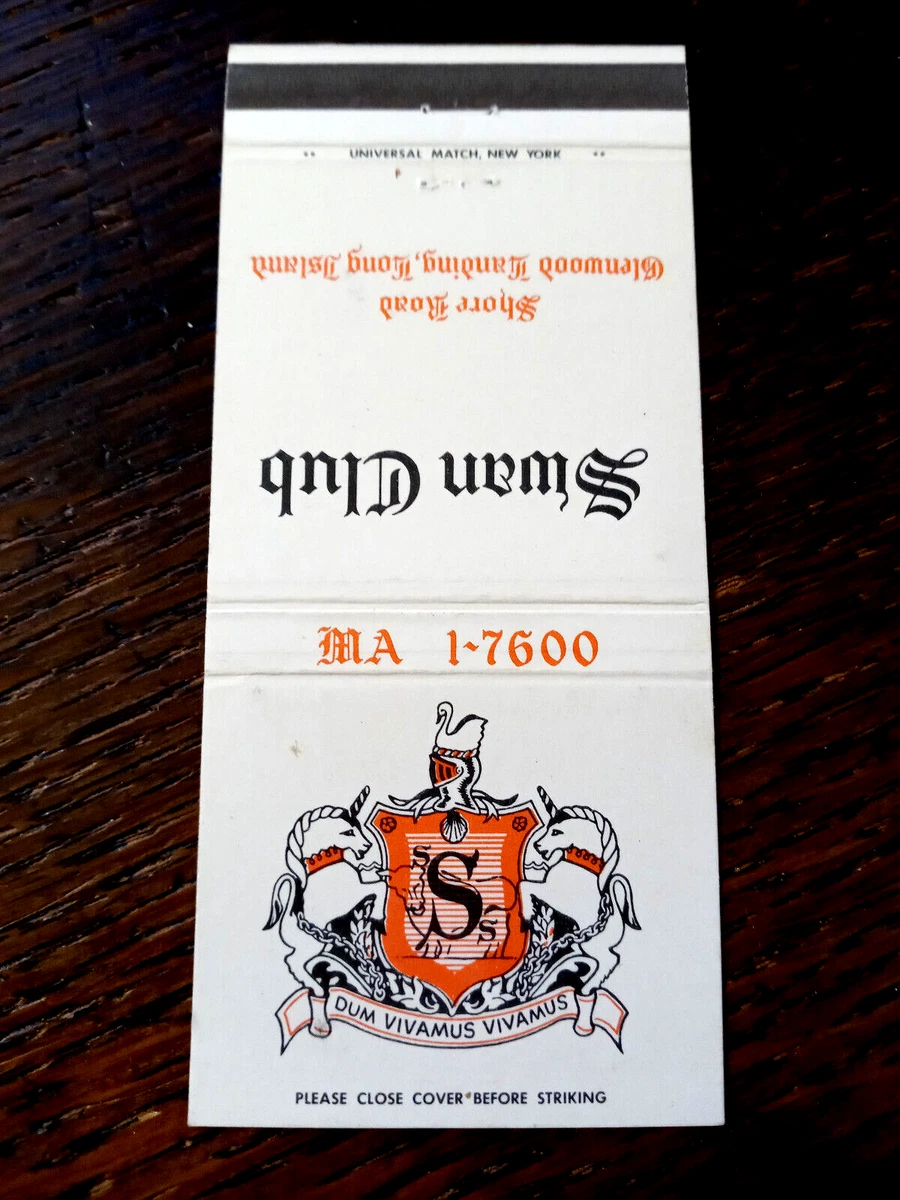 UNIVERSAL MATCH, NEW YORK
Swan Club
Shore Road
Glenwood Landing, Long Island
MA 1-7600
S S S
DUM VIVAMUS VIVAMUS
PLEASE CLOSE COVER BEFORE STRIKING